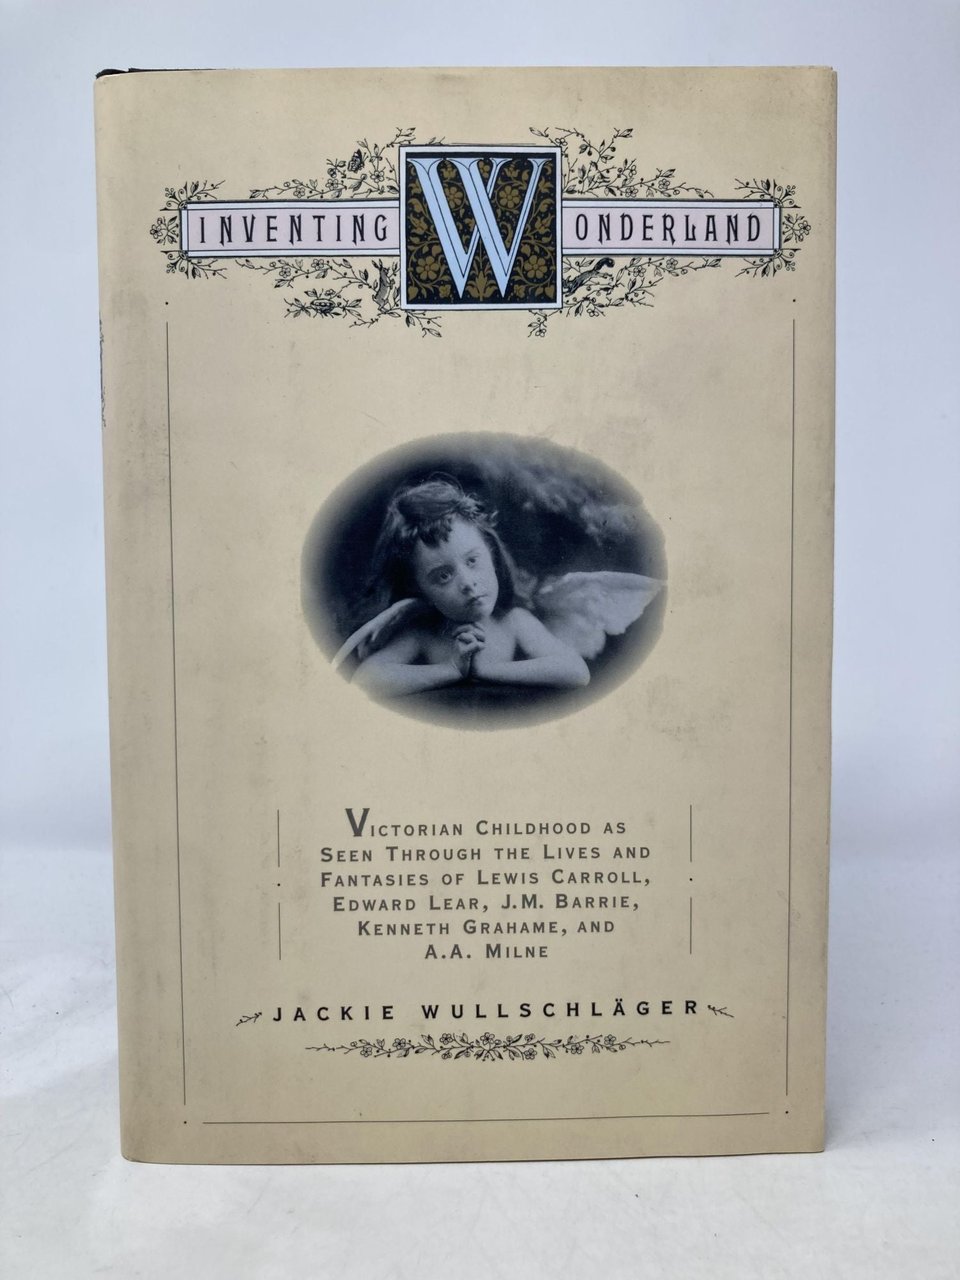 INVENTING WONDERLAND
VICTORIAN CHILDHOOD AS
SEEN THROUGH THE LIVES AND
FANTASIES OF LEWIS CARROLL,
EDWARD LEAR, J.M. BARRIE,
KENNETH GRAHAME, AND
A.A. MILNE
JACKIE WULLSCHLÄGER